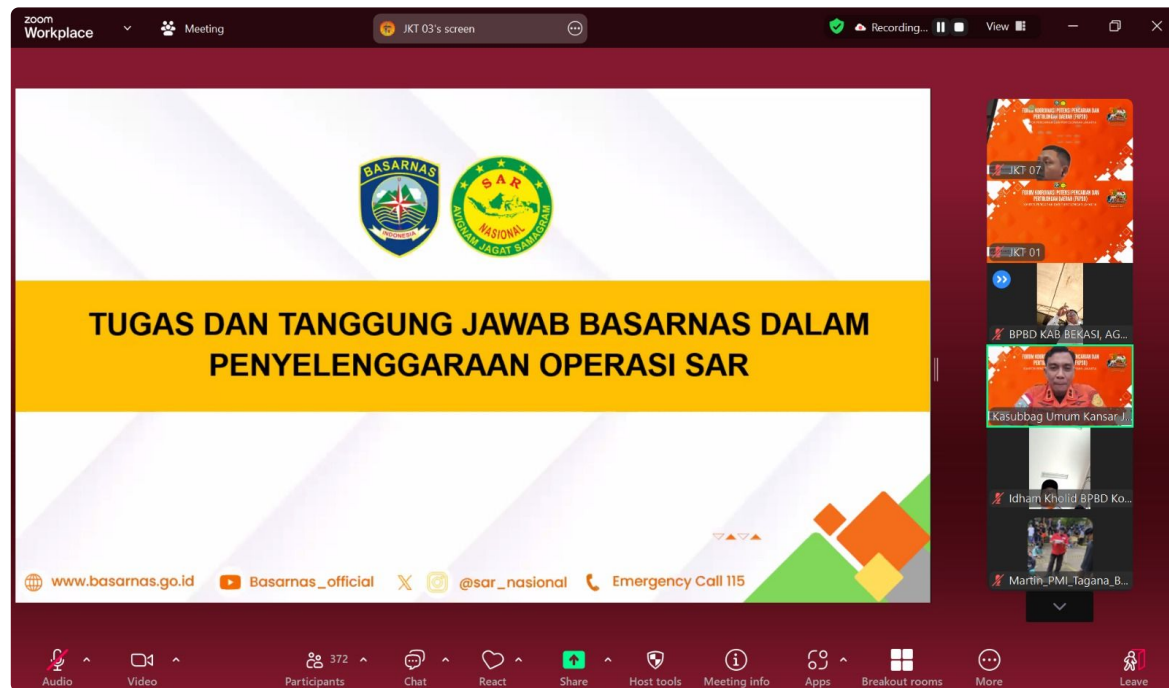 zoom
Workplace
Meeting
JKT 03's screen
Recording...
View
BASARNAS
INDONESIA
SAR
NASIONAL
AVIGNAM JAGAT SAMAGRAM
TUGAS DAN TANGGUNG JAWAB BASARNAS DALAM
PENYELENGGARAAN OPERASI SAR
www.basarnas.go.id
Basarnas_official
@sar_nasional
Emergency Call 115
JKT 07
JKT 01
BPBD KAB BEKASI, AG...
Kasubbag Umum Kansar J...
Idham Kholid BPBD Ko...
Martin_PMI_Tagana_B...
Audio
Video
372
Participants
Chat
React
Share
Host tools
Meeting info
Apps
Breakout rooms
More
Leave